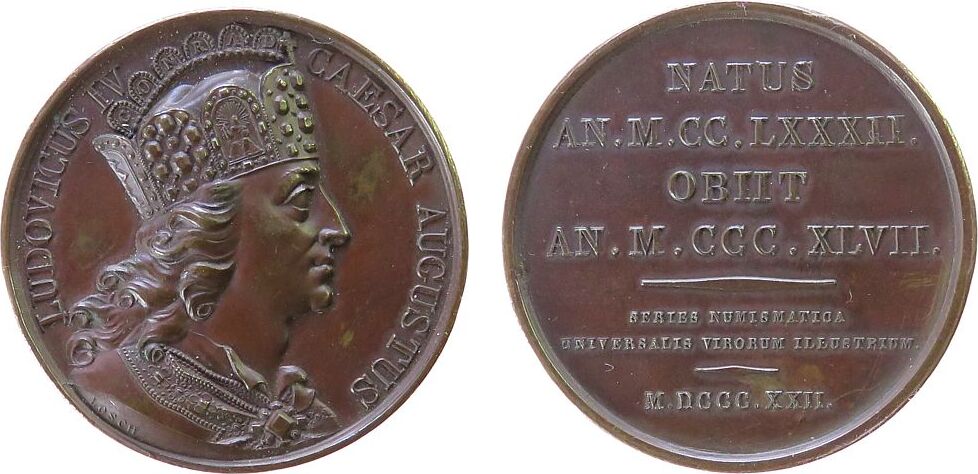 LUDOVICUS IV CAESAR AUGUSTUS
LOSCH
NATUS
AN.M.CC.LXXXII.
OBIIT
AN.M.CCC.XLVII.
SERIES NUMISMATICA
UNIVERSALIS VIRORUM ILLUSTRIUM.
M.DCCC.XXII.